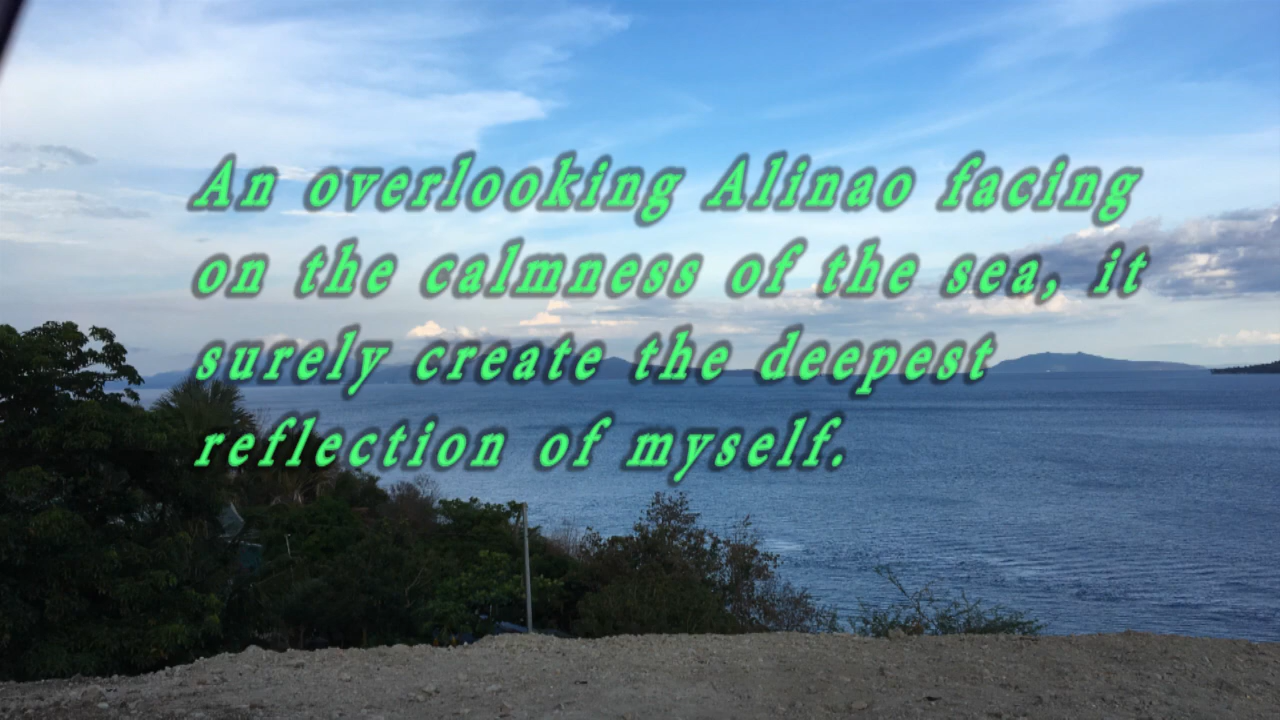 An overlooking Alinao facing
on the calmness of the sea, it
surely create the deepest
reflection of myself.